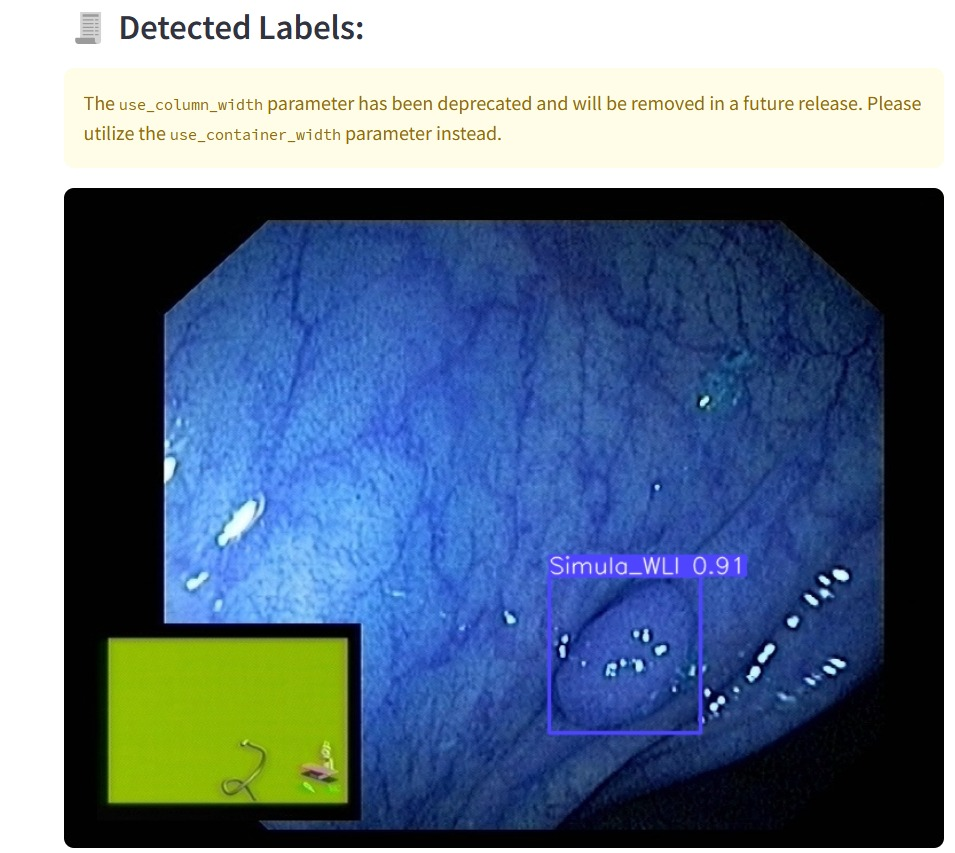 Detected Labels:
The use_column_width parameter has been deprecated and will be removed in a future release. Please
utilize the use_container_width parameter instead.
Simula_WLI 0.91